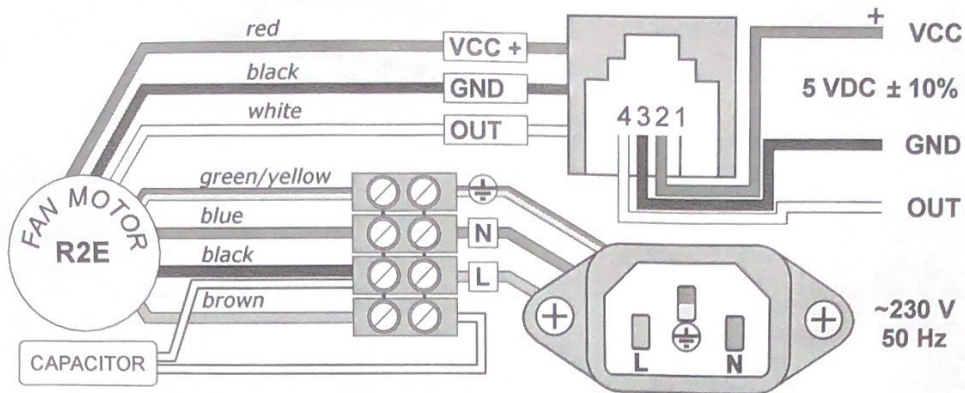 red
VCC +
black
GND
white
OUT
4321
+
VCC
5 VDC ± 10%
GND
OUT
FAN MOTOR
R2E
green/yellow
blue
N
black
L
brown
CAPACITOR
L
N
~230 V
50 Hz